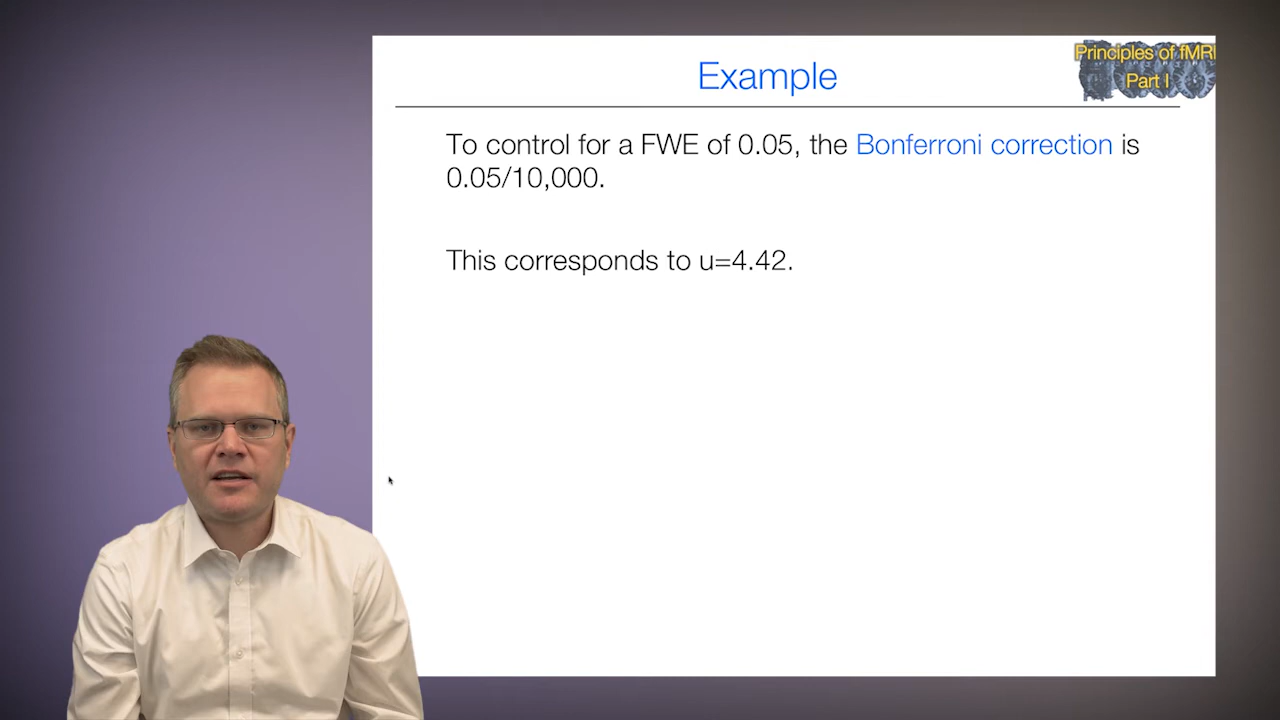 Example
Principles of fMRI
Part I
To control for a FWE of 0.05, the Bonferroni correction is
0.05/10,000.
This corresponds to u=4.42.